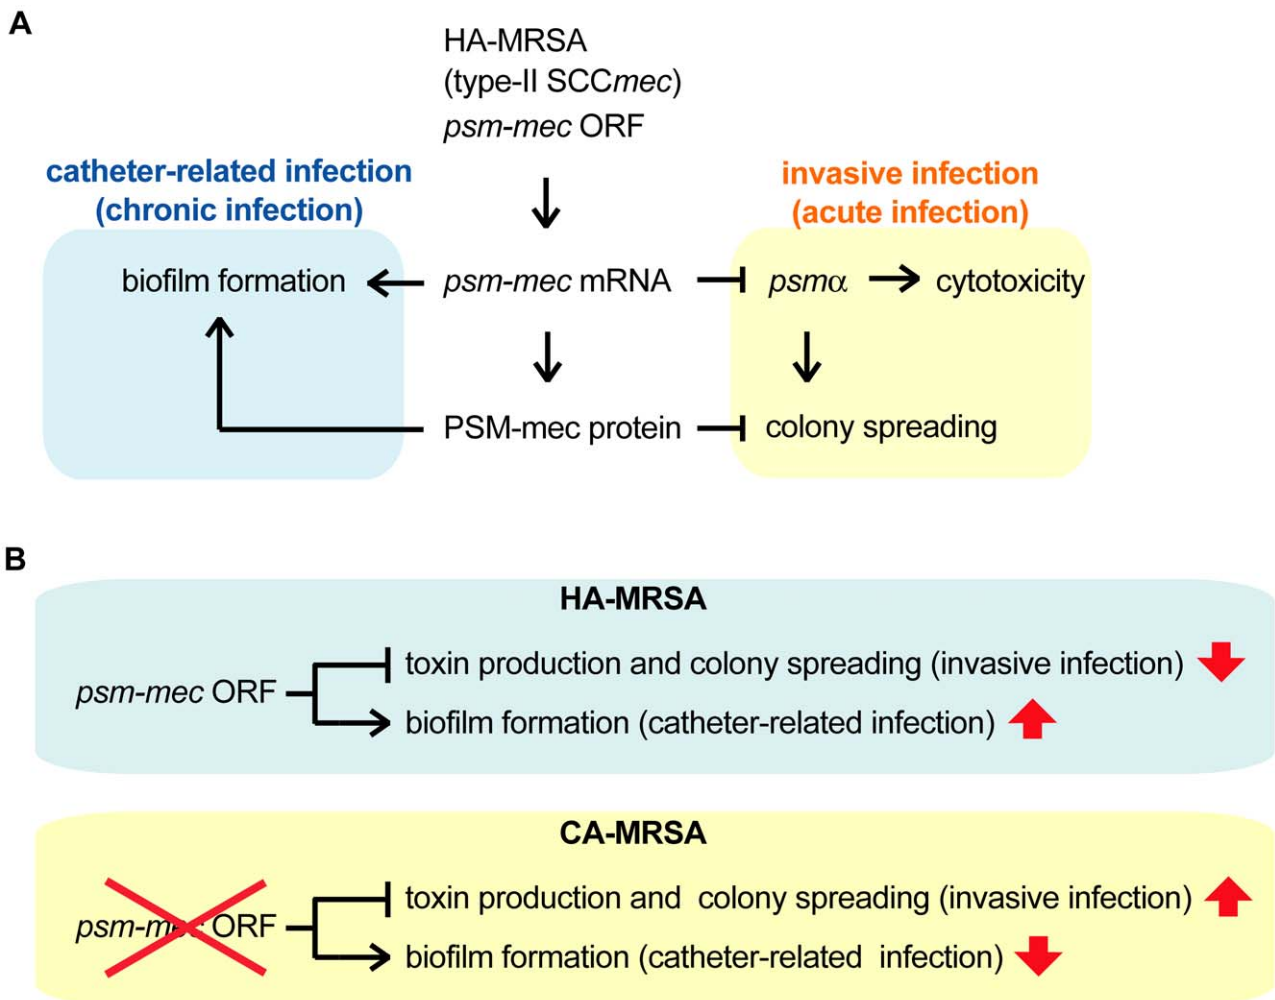 A
HA-MRSA
(type-II SCCmec)
psm-mec ORF
catheter-related infection
(chronic infection)
invasive infection
(acute infection)
biofilm formation
psm-mec mRNA
psmα
cytotoxicity
PSM-mec protein
colony spreading
B
HA-MRSA
psm-mec ORF
toxin production and colony spreading (invasive infection)
biofilm formation (catheter-related infection)
CA-MRSA
psm-mec ORF
toxin production and colony spreading (invasive infection)
biofilm formation (catheter-related infection)